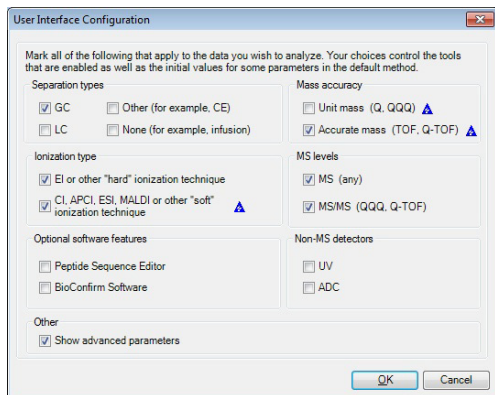 User Interface Configuration
Mark all of the following that apply to the data you wish to analyze. Your choices control the tools
that are enabled as well as the initial values for some parameters in the default method.
Separation types
GC
Other (for example, CE)
LC
None (for example, infusion)
Mass accuracy
Unit mass (Q, QQQ)
Accurate mass (TOF, Q-TOF)
Ionization type
EI or other "hard" ionization technique
CI, APCI, ESI, MALDI or other "soft"
ionization technique
MS levels
MS (any)
MS/MS (QQQ, Q-TOF)
Optional software features
Peptide Sequence Editor
BioConfirm Software
Non-MS detectors
UV
ADC
Other
Show advanced parameters
OK
Cancel